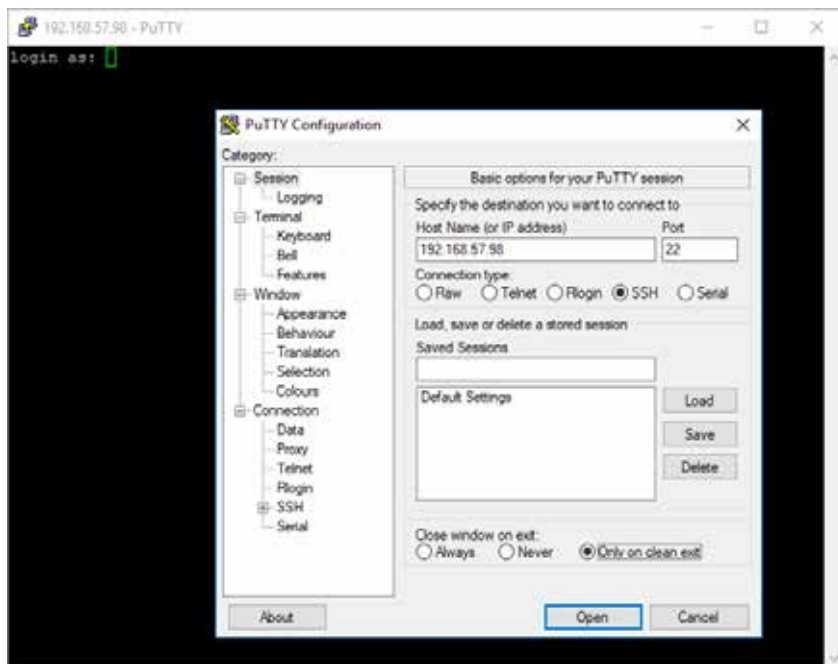 192.168.57.98 - PuTTY
login as:
PuTTY Configuration
Category:
Session
Logging
Terminal
Keyboard
Bell
Features
Window
Appearance
Behaviour
Translation
Selection
Colours
Connection
Data
Proxy
Telnet
Rlogin
SSH
Serial
Basic options for your PuTTY session
Specify the destination you want to connect to
Host Name (or IP address) Port
192.168.57.98 22
Connection type:
Raw Telnet Rlogin SSH Serial
Load, save or delete a stored session
Saved Sessions
Default Settings
Load
Save
Delete
Close window on exit:
Always Never Only on clean exit
About Open Cancel